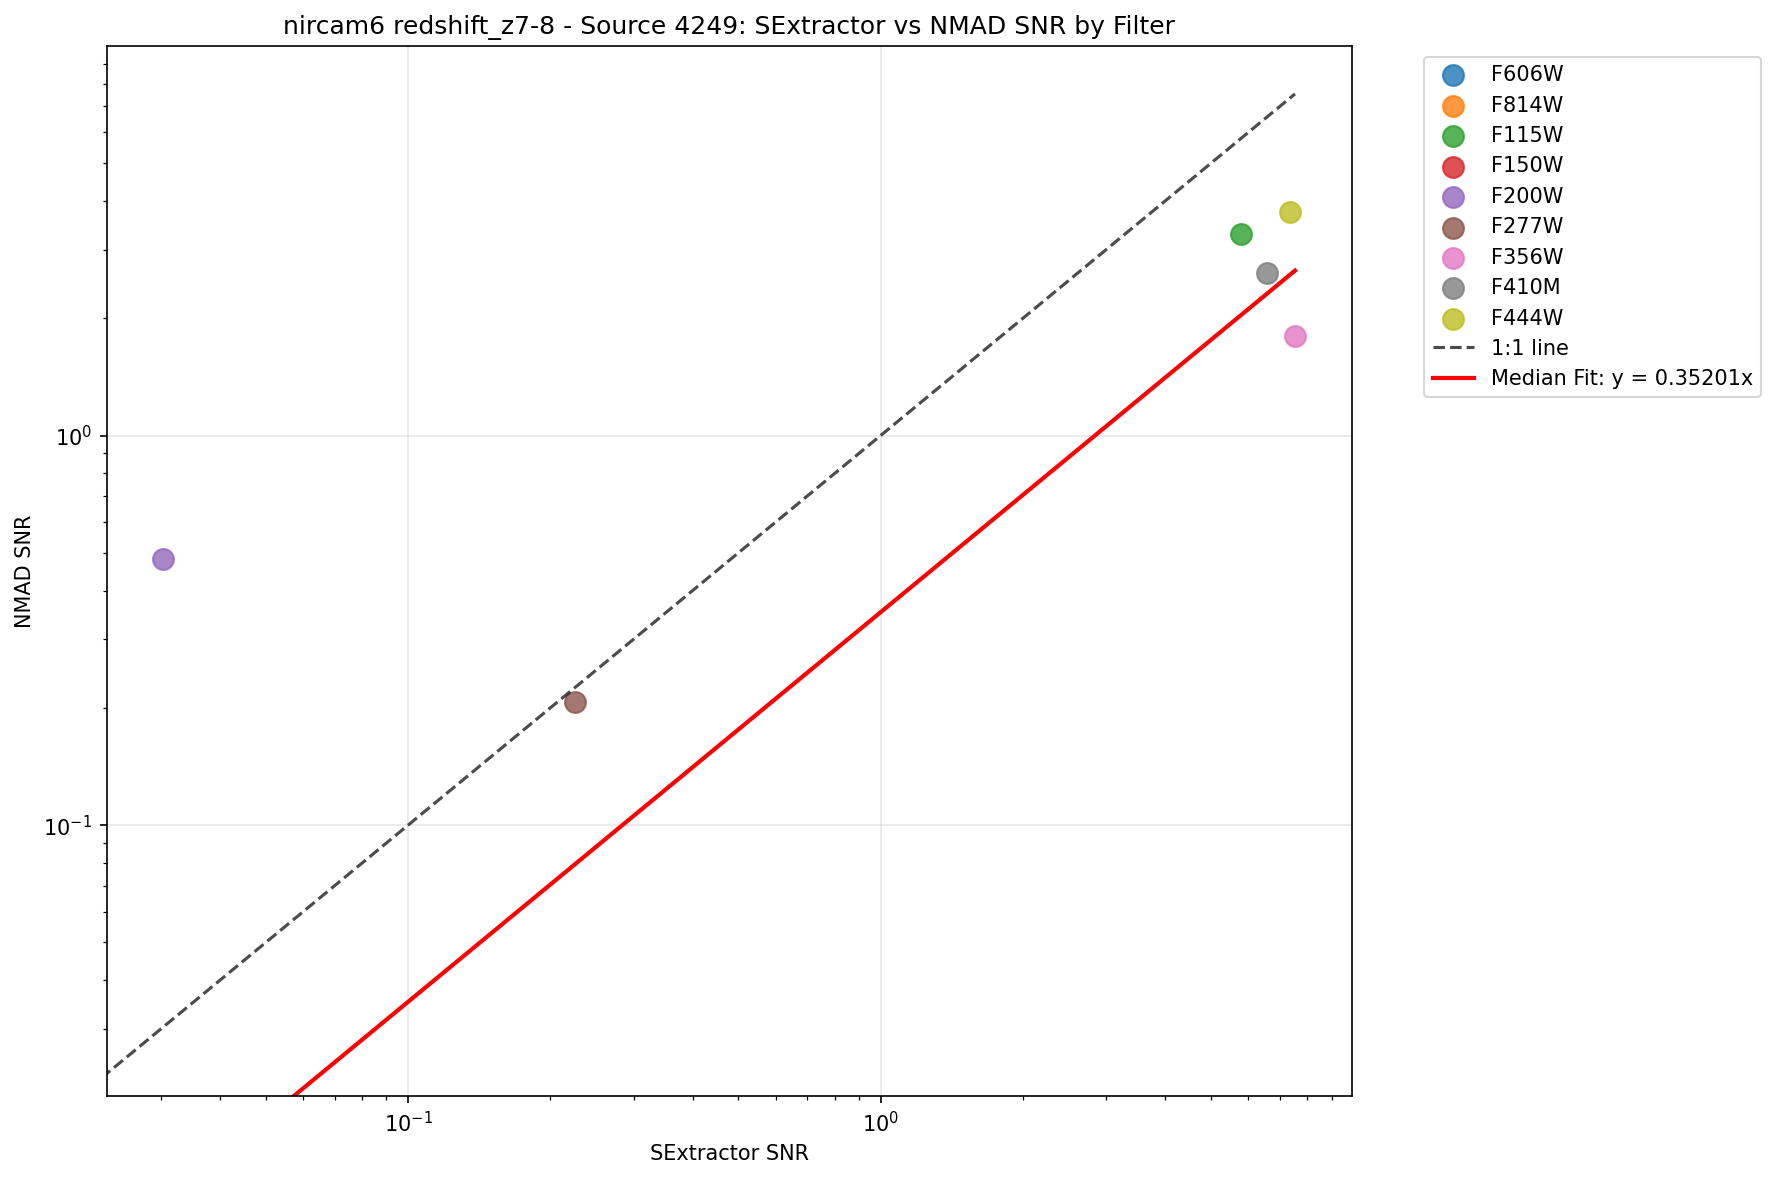 nircam6 redshift_z7-8 - Source 4249: SExtractor vs NMAD SNR by Filter
F606W
F814W
F115W
F150W
F200W
F277W
F356W
F410M
F444W
1:1 line
Median Fit: y = 0.35201x
NMAD SNR
10⁰
10⁻¹
10⁻¹
10⁰
SExtractor SNR